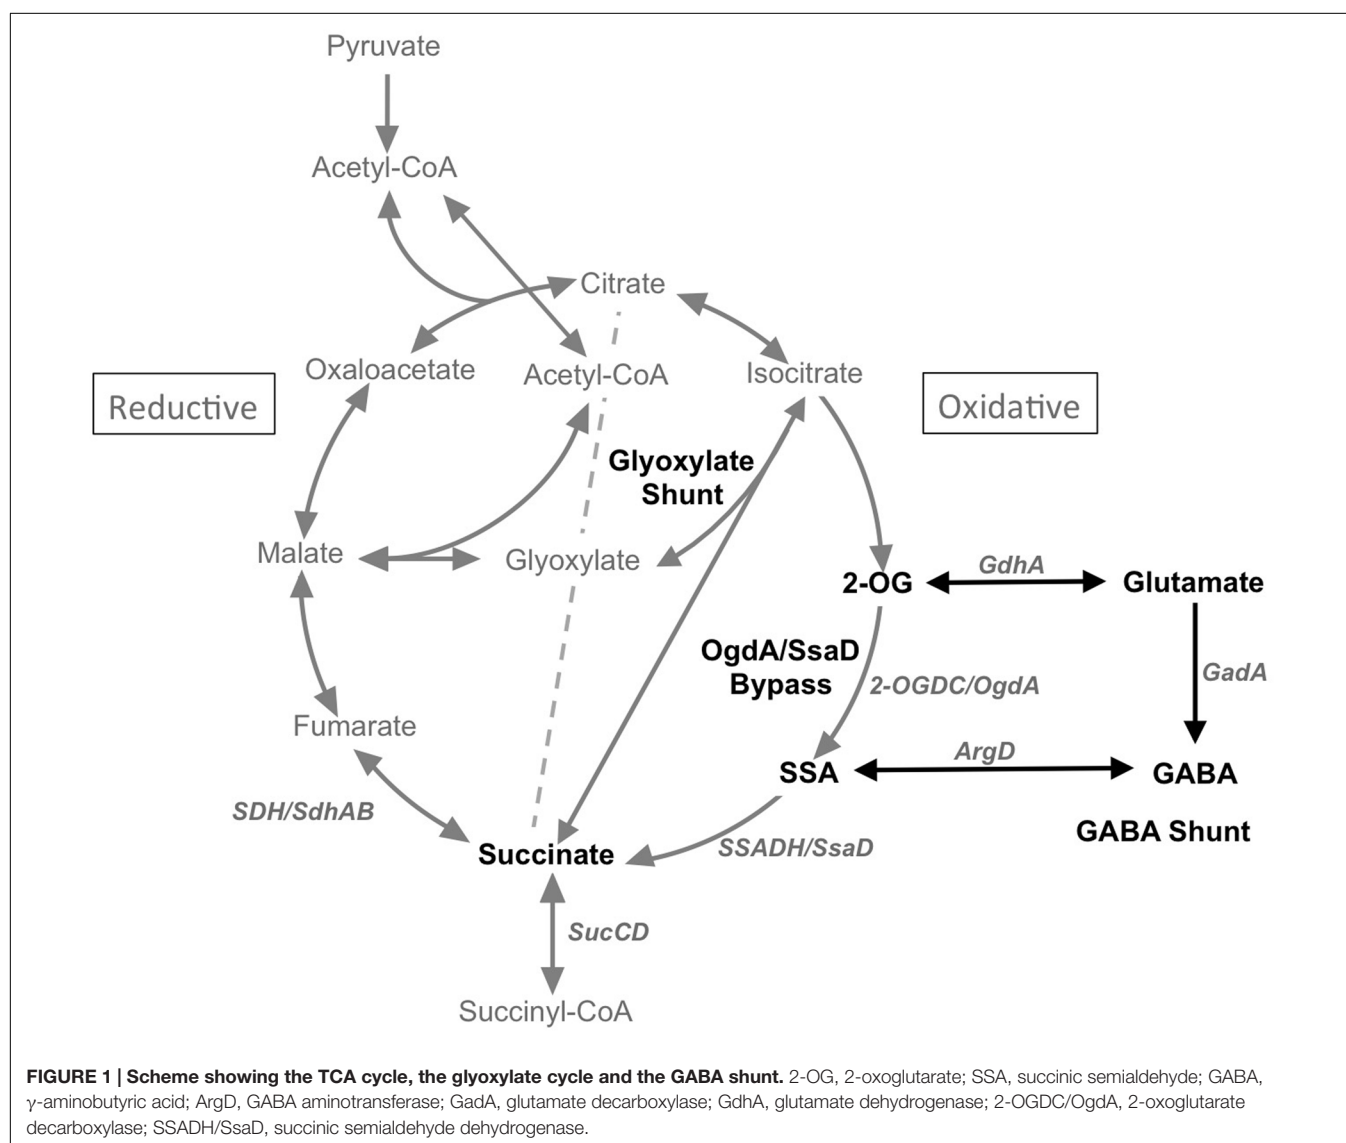 Pyruvate
Acetyl-CoA
Citrate
Oxaloacetate
Acetyl-CoA
Isocitrate
Reductive
Oxidative
Glyoxylate
Shunt
Malate
Glyoxylate
2-OG
GdhA
Glutamate
OgdA/SsaD
Bypass
2-OGDC/OgdA
GadA
Fumarate
SSA
ArgD
GABA
SDH/SdhAB
GABA Shunt
Succinate
SSADH/SsaD
SucCD
Succinyl-CoA
FIGURE 1 | Scheme showing the TCA cycle, the glyoxylate cycle and the GABA shunt. 2-OG, 2-oxoglutarate; SSA, succinic semialdehyde; GABA,
γ-aminobutyric acid; ArgD, GABA aminotransferase; GadA, glutamate decarboxylase; GdhA, glutamate dehydrogenase; 2-OGDC/OgdA, 2-oxoglutarate
decarboxylase; SSADH/SsaD, succinic semialdehyde dehydrogenase.